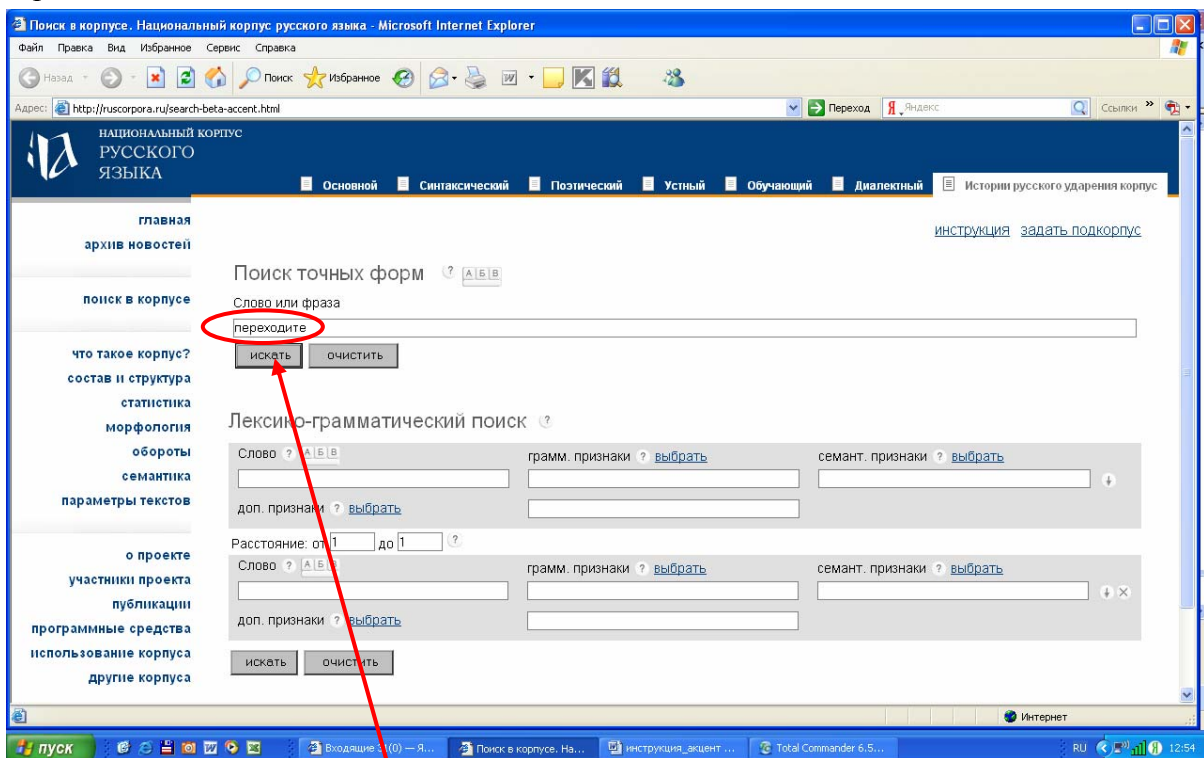 Поиск в корпусе. Национальный корпус русского языка - Microsoft Internet Explorer
Файл Правка Вид Избранное Сервис Справка
Назад Поиск Избранное
Адрес: http://ruscorpora.ru/search-beta-accent.html Переход Яндекс Ссылки »
НАЦИОНАЛЬНЫЙ КОРПУС
РУССКОГО
ЯЗЫКА
Основной Синтаксический Поэтический Устный Обучающий Диалектный Истории русского ударения корпус
главная
архив новостей
поиск в корпусе
что такое корпус?
состав и структура
статистика
морфология
обороты
семантика
параметры текстов
о проекте
участники проекта
публикации
программные средства
использование корпуса
другие корпуса
инструкция задать подкорпус
Поиск точных форм ? А Б В
Слово или фраза
переходите
искать очистить
Лексико-грамматический поиск ?
Слово ? А Б В грамм. признаки ? выбрать семант. признаки ? выбрать
доп. признаки ? выбрать
Расстояние: от 1 до 1 ?
Слово ? А Б В грамм. признаки ? выбрать семант. признаки ? выбрать
доп. признаки ? выбрать
искать очистить
Интернет
пуск Входящие (0) — Я... Поиск в корпусе. На... инструкция_акцент ... Total Commander 6.5... RU 12:54